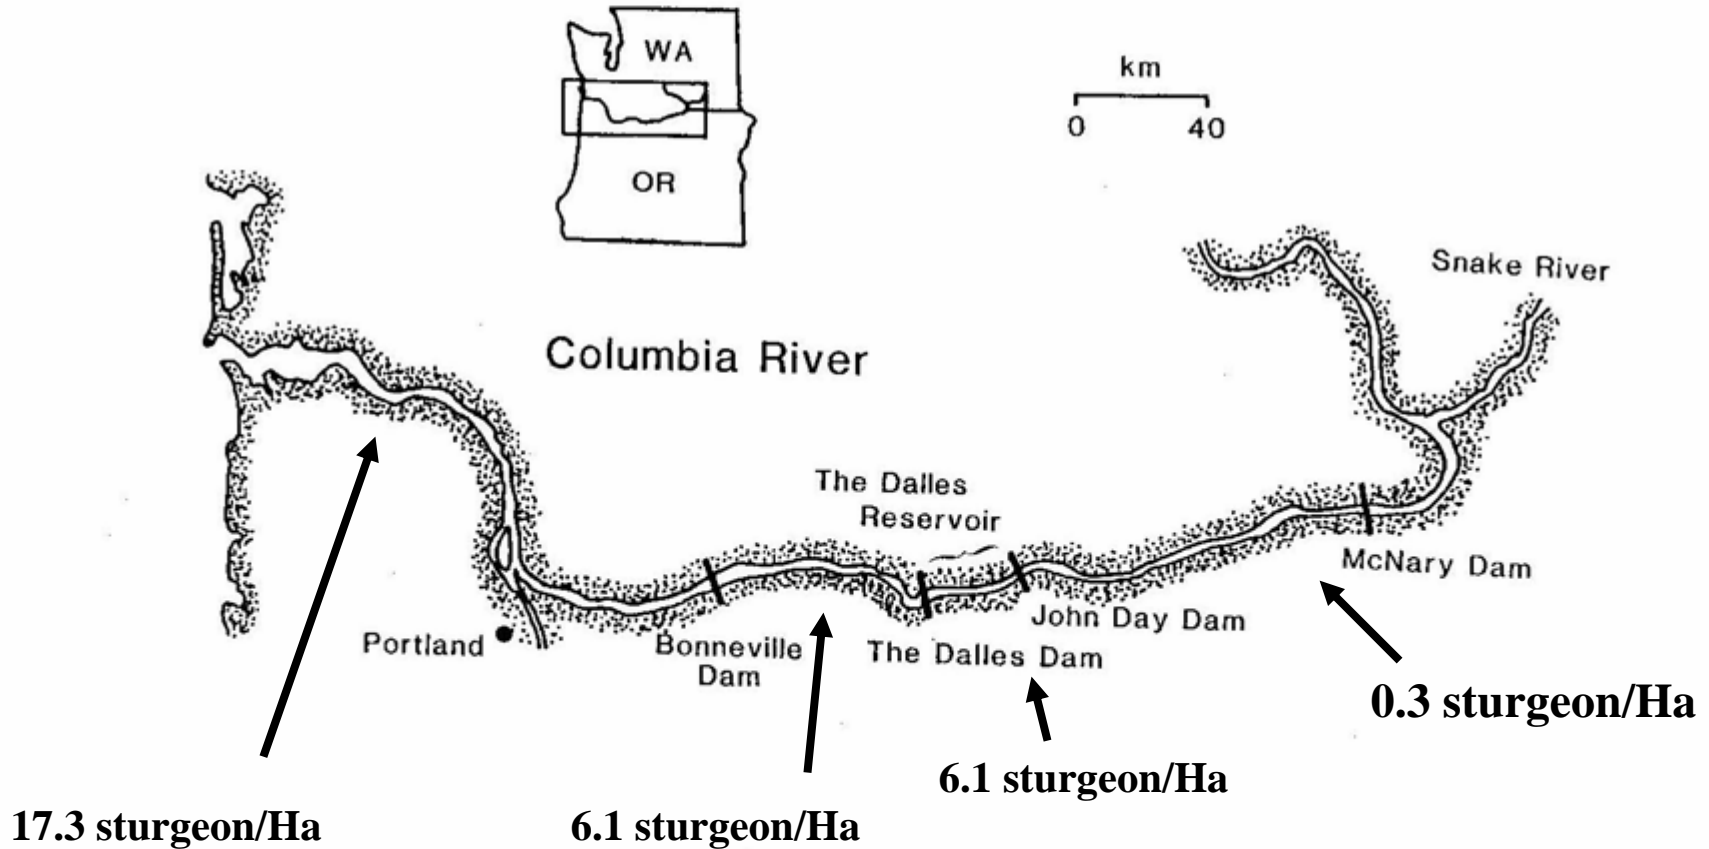 WA
km
0 40
OR
Snake River
Columbia River
The Dalles
Reservoir
McNary Dam
John Day Dam
Portland
Bonneville
Dam
The Dalles Dam
0.3 sturgeon/Ha
6.1 sturgeon/Ha
17.3 sturgeon/Ha
6.1 sturgeon/Ha